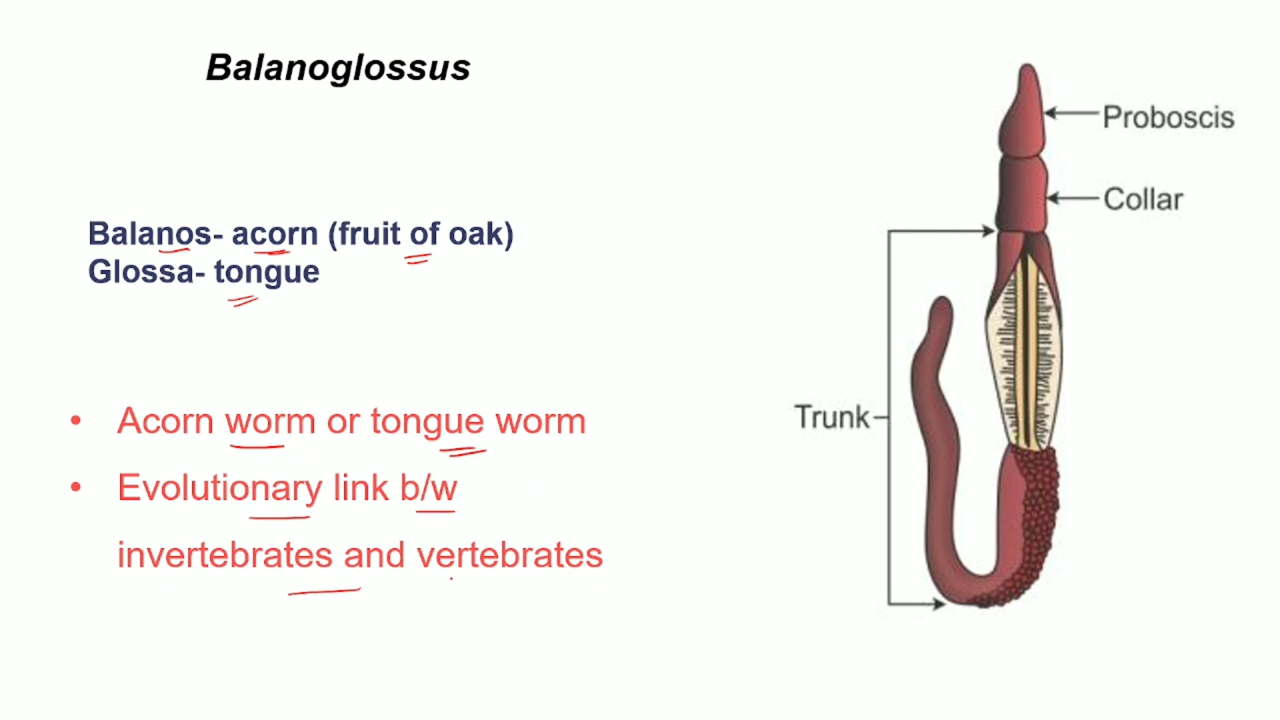 Balanoglossus
Balanos- acorn (fruit of oak)
Glossa- tongue
• Acorn worm or tongue worm
• Evolutionary link b/w
invertebrates and vertebrates
Proboscis
Collar
Trunk